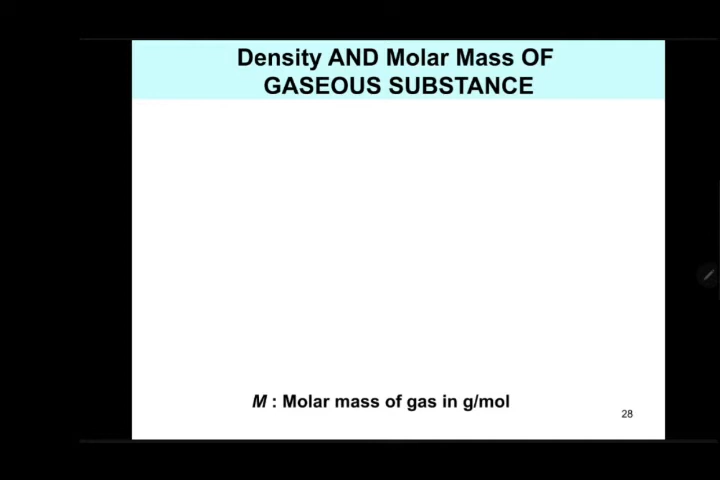 Density AND Molar Mass OF
GASEOUS SUBSTANCE
M : Molar mass of gas in g/mol
28